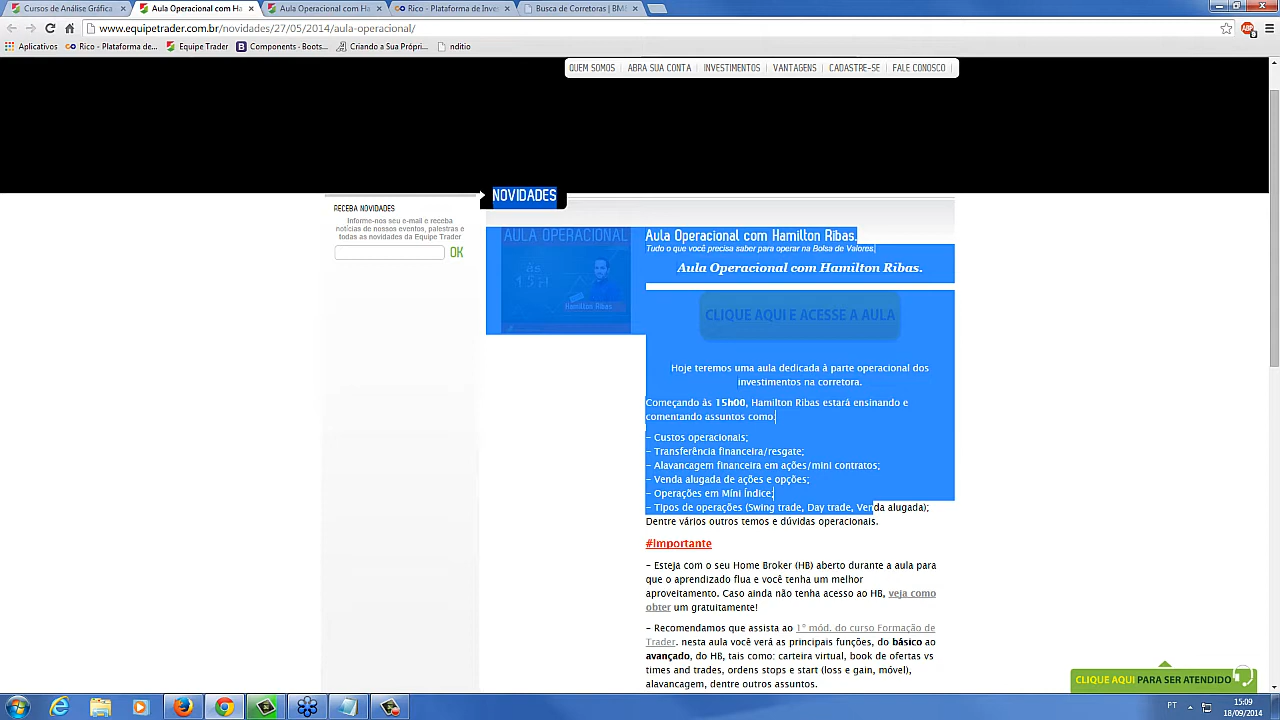 Cursos de Análise Gráfica
Aula Operacional com Ha
Aula Operacional com Ha
Rico - Plataforma de Inves
Busca de Corretoras | BM
www.equipetrader.com.br/novidades/27/05/2014/aula-operacional/
Aplicativos
Rico - Plataforma de...
Equipe Trader
Components · Boots...
Criando a Sua Própri...
nditio
QUEM SOMOS
ABRA SUA CONTA
INVESTIMENTOS
VANTAGENS
CADASTRE-SE
FALE CONOSCO
NOVIDADES
RECEBA NOVIDADES
Informe-nos seu e-mail e receba
notícias de nossos eventos, palestras e
todas as novidades da Equipe Trader
OK
AULA OPERACIONAL
às
15H
Hamilton Ribas
Aula Operacional com Hamilton Ribas.
Tudo o que você precisa saber para operar na Bolsa de Valores.
Aula Operacional com Hamilton Ribas.
CLIQUE AQUI E ACESSE A AULA
Hoje teremos uma aula dedicada à parte operacional dos
investimentos na corretora.
Começando às 15h00, Hamilton Ribas estará ensinando e
comentando assuntos como:
– Custos operacionais;
– Transferência financeira/resgate;
– Alavancagem financeira em ações/mini contratos;
– Venda alugada de ações e opções;
– Operações em Míni Índice;
– Tipos de operações (Swing trade, Day trade, Venda alugada);
Dentre vários outros temos e dúvidas operacionais.
#Importante
– Esteja com o seu Home Broker (HB) aberto durante a aula para
que o aprendizado flua e você tenha um melhor
aproveitamento. Caso ainda não tenha acesso ao HB, veja como
obter um gratuitamente!
– Recomendamos que assista ao 1º mód. do curso Formação de
Trader. nesta aula você verá as principais funções, do básico ao
avançado, do HB, tais como: carteira virtual, book de ofertas vs
times and trades, ordens stops e start (loss e gain, móvel),
alavancagem, dentre outros assuntos.
CLIQUE AQUI PARA SER ATENDIDO
PT
15:09
18/09/2014